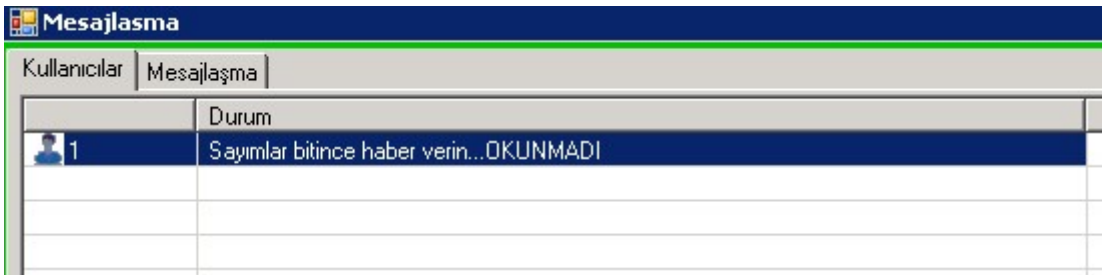 Mesajlasma
Kullanıcılar Mesajlaşma
Durum
1 Sayımlar bitince haber verin...OKUNMADI